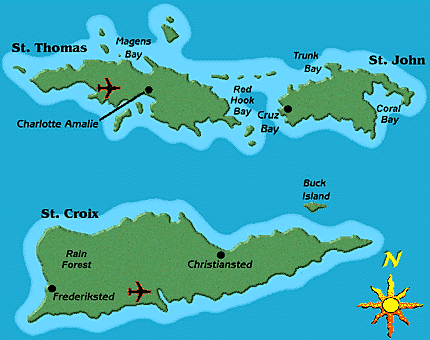 St. Thomas
Magens
Bay
Trunk
Bay
St. John
Red
Hook
Bay
Cruz
Bay
Coral
Bay
Charlotte Amalie
Buck
Island
St. Croix
Rain
Forest
Christiansted
Frederiksted
N